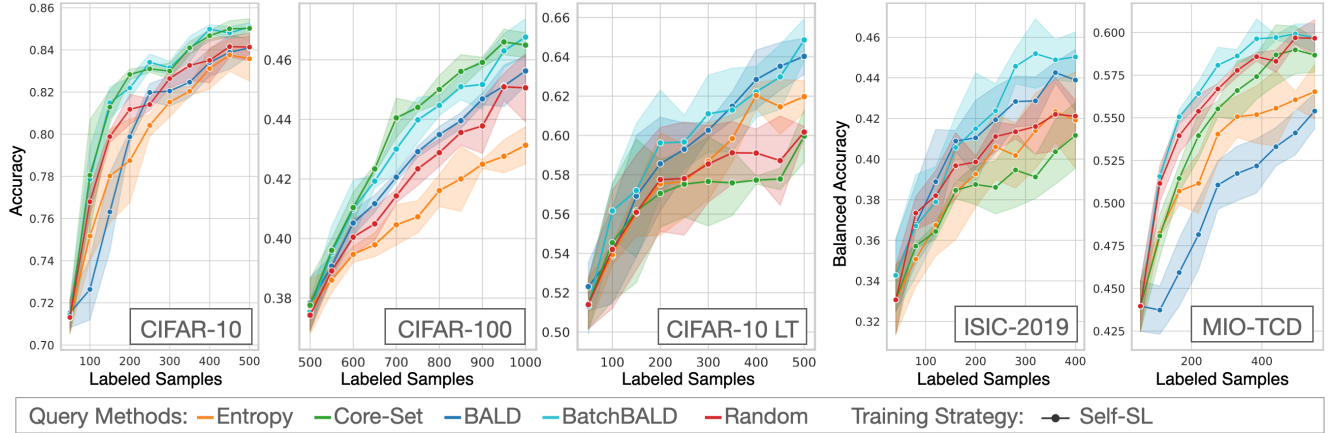 Accuracy
0.86
0.84
0.82
0.80
0.78
0.76
0.74
0.72
0.70
100 200 300 400 500
Labeled Samples
CIFAR-10
0.46
0.44
0.42
0.40
0.38
500 600 700 800 900 1000
Labeled Samples
CIFAR-100
0.66
0.64
0.62
0.60
0.58
0.56
0.54
0.52
0.50
100 200 300 400 500
Labeled Samples
CIFAR-10 LT
Balanced Accuracy
0.46
0.44
0.42
0.40
0.38
0.36
0.34
0.32
100 200 300 400
Labeled Samples
ISIC-2019
0.600
0.575
0.550
0.525
0.500
0.475
0.450
0.425
200 400
Labeled Samples
MIO-TCD
Query Methods: Entropy Core-Set BALD BatchBALD Random Training Strategy: Self-SL